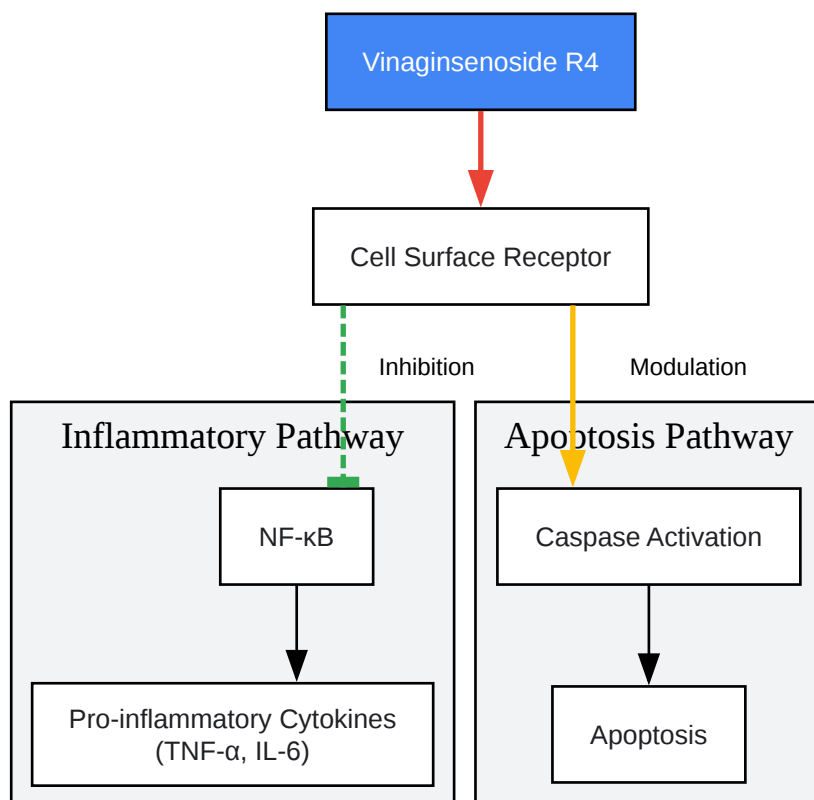 Vinaginsenoside R4
Cell Surface Receptor
Inhibition
Modulation
Inflammatory Pathway
Apoptosis Pathway
NF-κB
Caspase Activation
Pro-inflammatory Cytokines
(TNF-α, IL-6)
Apoptosis